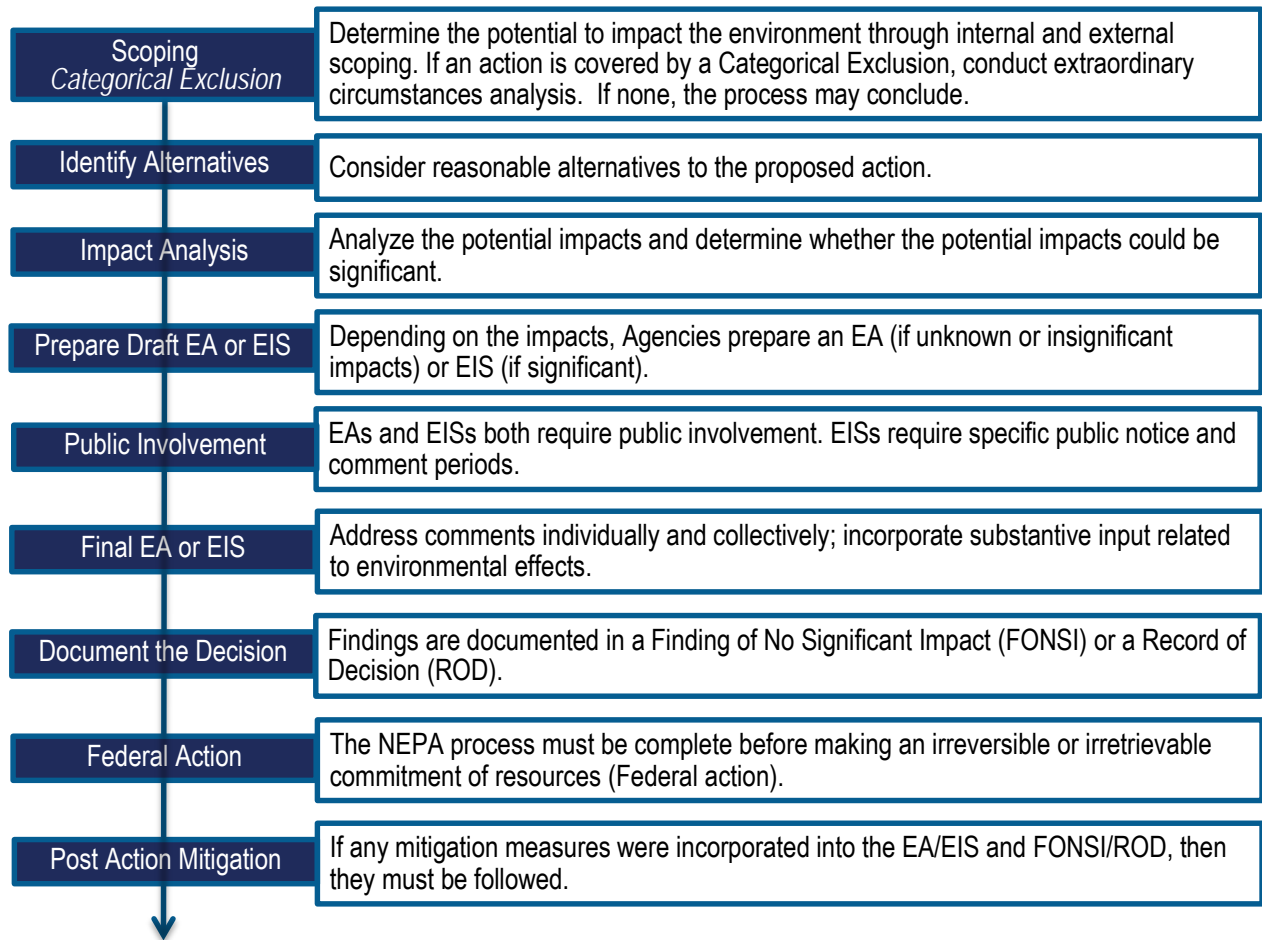 Scoping
Categorical Exclusion
Determine the potential to impact the environment through internal and external
scoping. If an action is covered by a Categorical Exclusion, conduct extraordinary
circumstances analysis.  If none, the process may conclude.
Identify Alternatives
Consider reasonable alternatives to the proposed action.
Impact Analysis
Analyze the potential impacts and determine whether the potential impacts could be
significant.
Prepare Draft EA or EIS
Depending on the impacts, Agencies prepare an EA (if unknown or insignificant
impacts) or EIS (if significant).
Public Involvement
EAs and EISs both require public involvement. EISs require specific public notice and
comment periods.
Final EA or EIS
Address comments individually and collectively; incorporate substantive input related
to environmental effects.
Document the Decision
Findings are documented in a Finding of No Significant Impact (FONSI) or a Record of
Decision (ROD).
Federal Action
The NEPA process must be complete before making an irreversible or irretrievable
commitment of resources (Federal action).
Post Action Mitigation
If any mitigation measures were incorporated into the EA/EIS and FONSI/ROD, then
they must be followed.